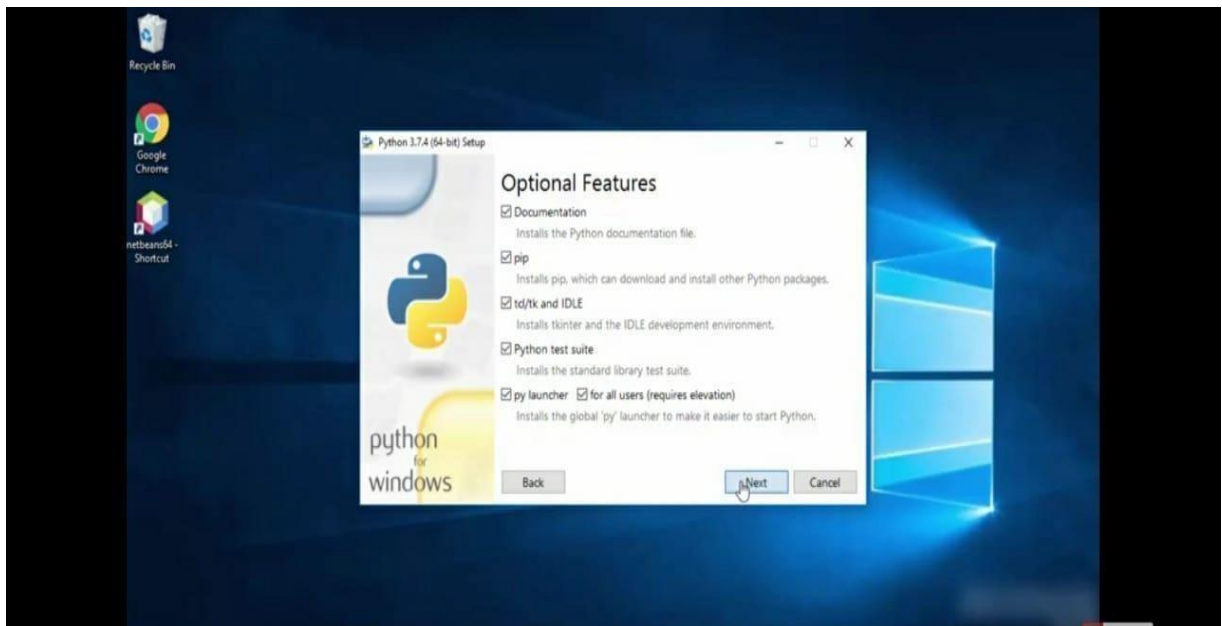 Recycle Bin
Google
Chrome
netbeans64 -
Shortcut
Python 3.7.4 (64-bit) Setup
Optional Features
Documentation
Installs the Python documentation file.
pip
Installs pip, which can download and install other Python packages.
tcl/tk and IDLE
Installs tkinter and the IDLE development environment.
Python test suite
Installs the standard library test suite.
py launcher for all users (requires elevation)
Installs the global 'py' launcher to make it easier to start Python.
python
for
windows
Back Next Cancel